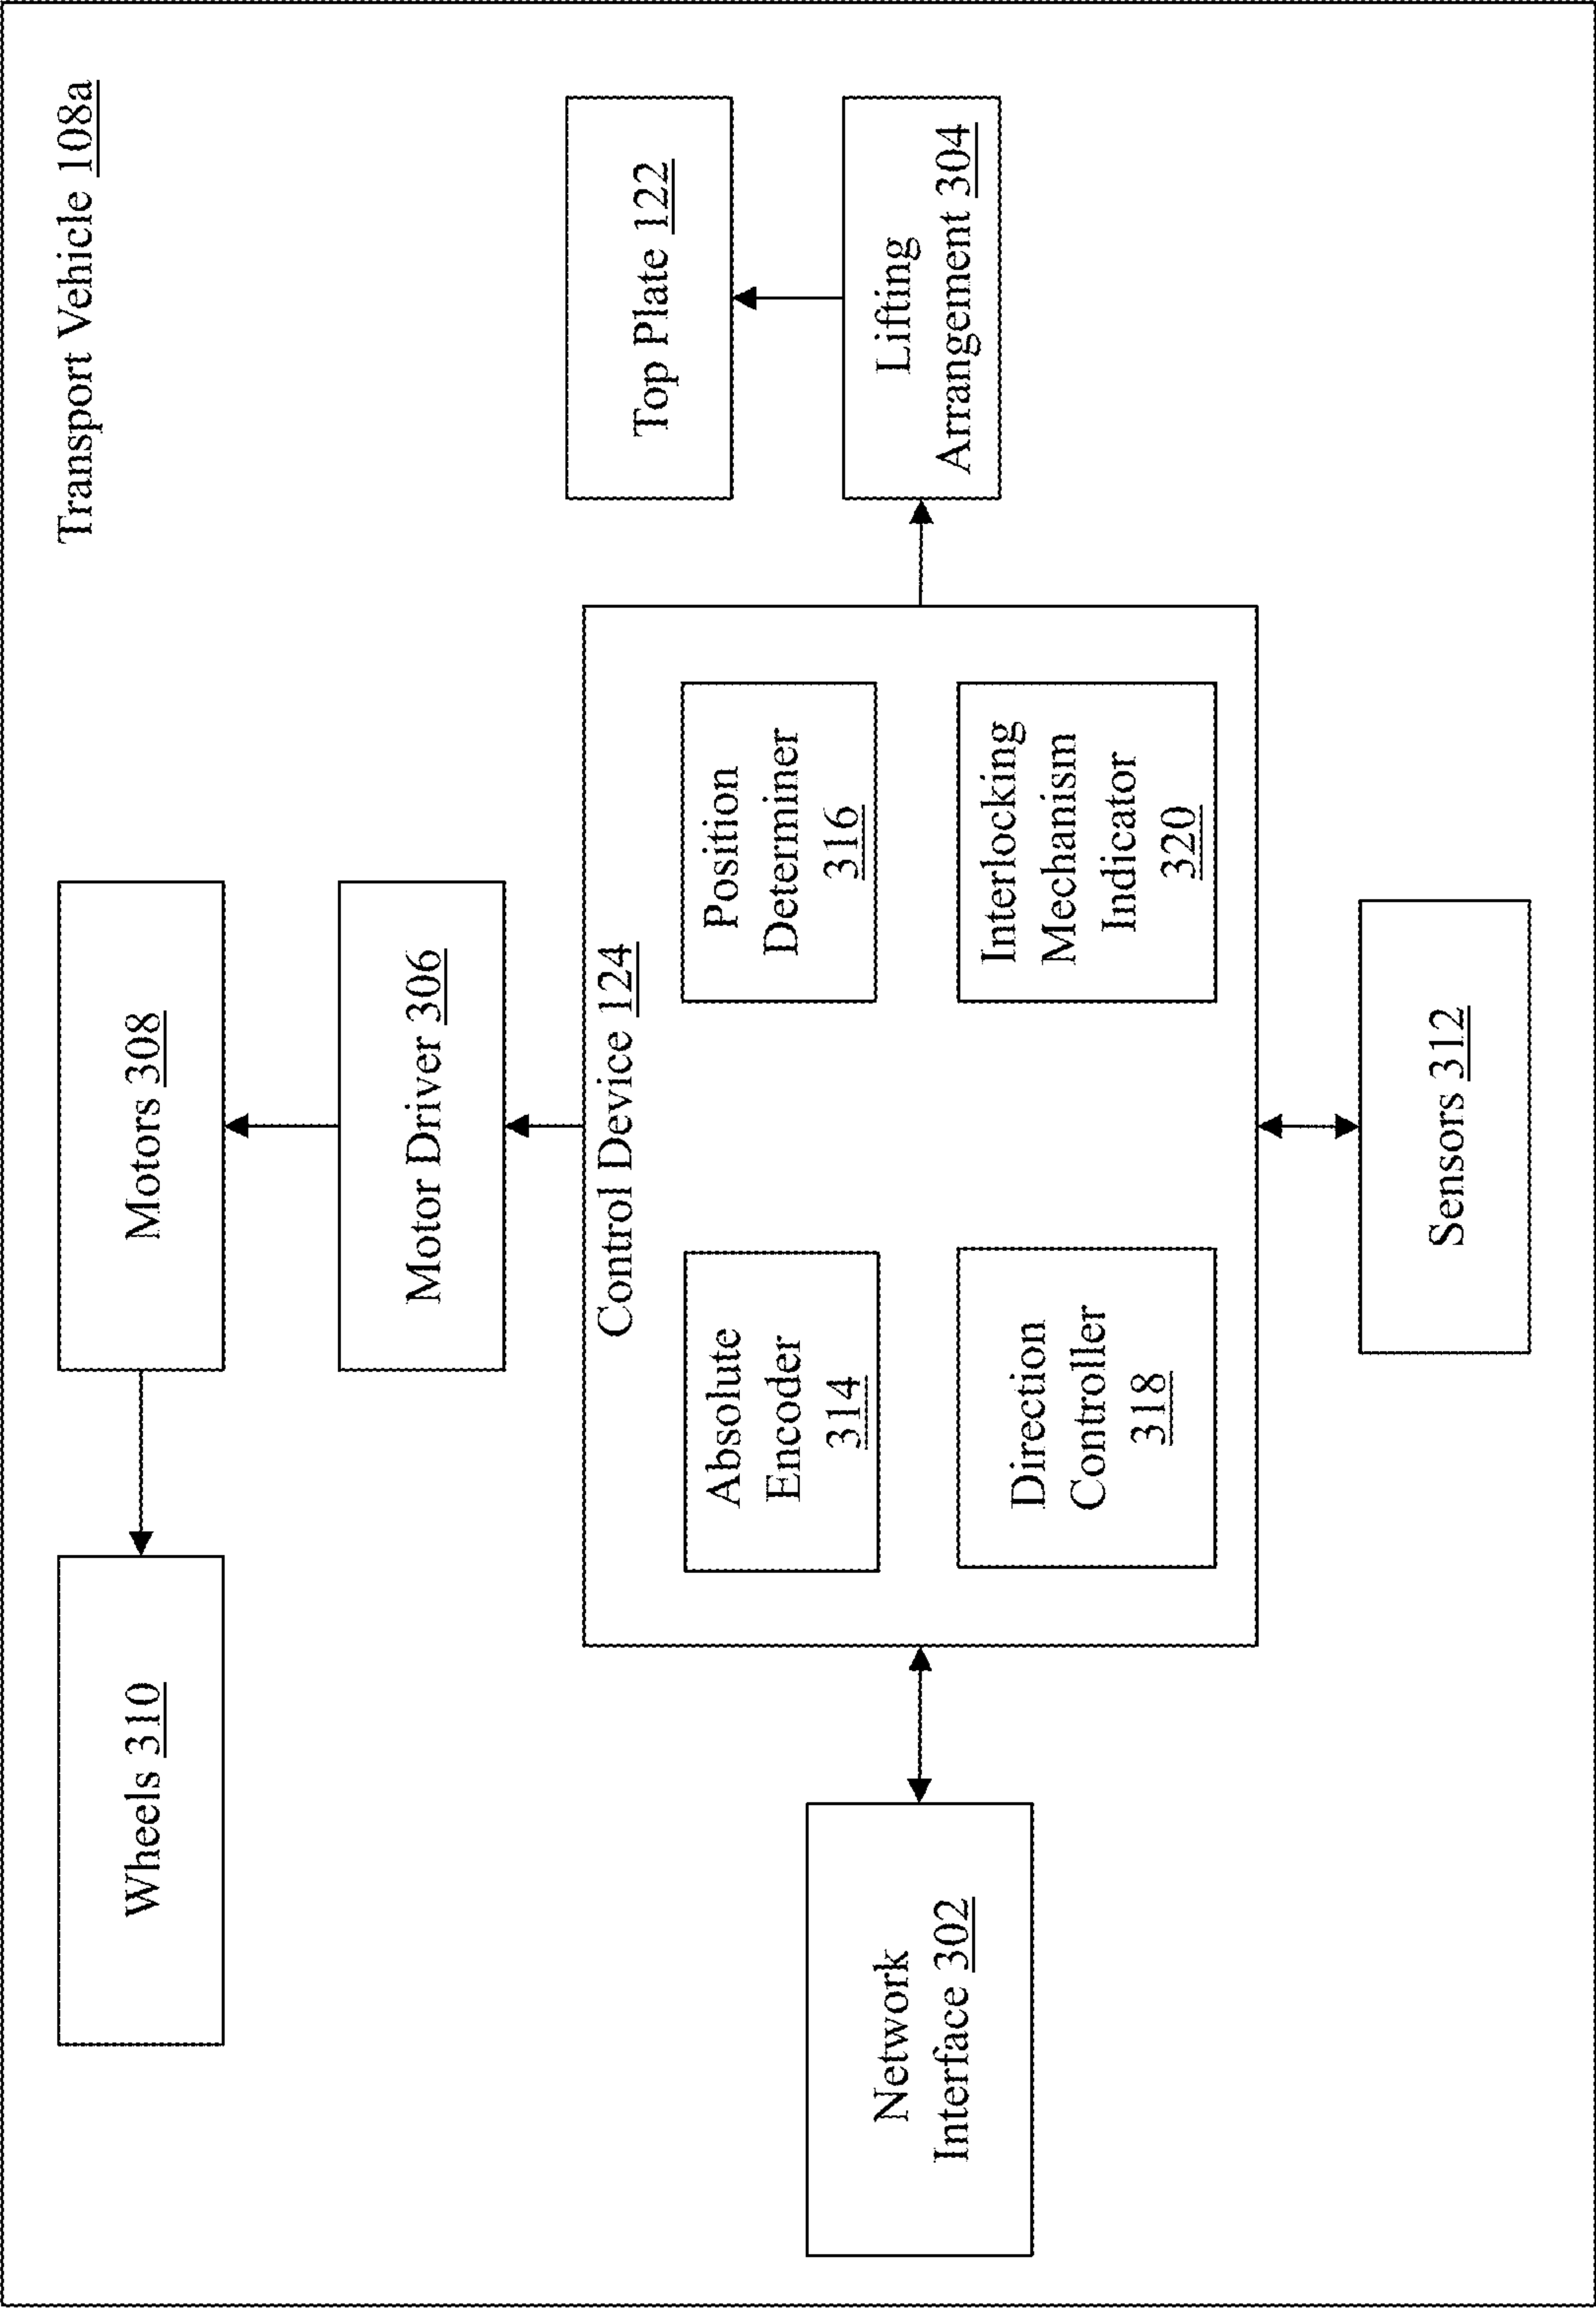 Transport Vehicle 108a
Wheels 310
Motors 308
Motor Driver 306
Control Device 124
Absolute
Encoder
314
Position
Determiner
316
Direction
Controller
318
Interlocking
Mechanism
Indicator
320
Network
Interface 302
Top Plate 122
Lifting
Arrangement 304
Sensors 312